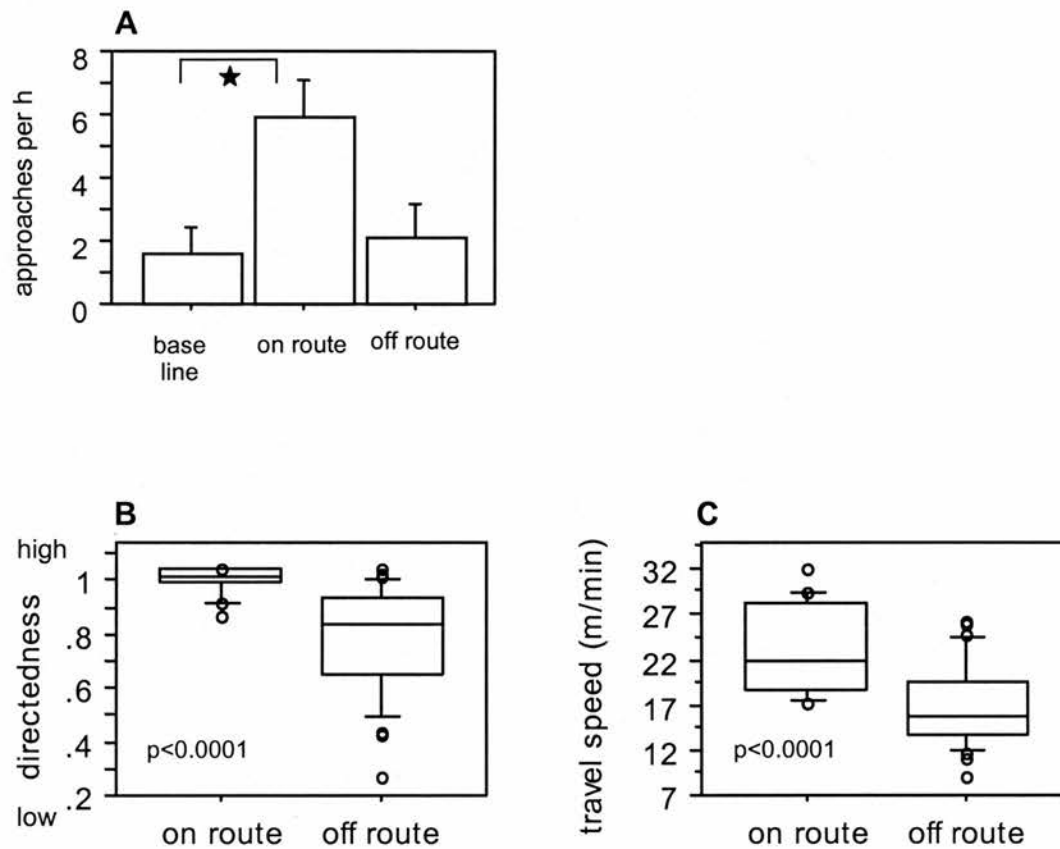 A
approaches per h
8
6
4
2
0
base line
on route
off route
B
directedness
high
1
.8
.6
.4
.2
low
p<0.0001
on route
off route
C
travel speed (m/min)
32
27
22
17
12
7
p<0.0001
on route
off route